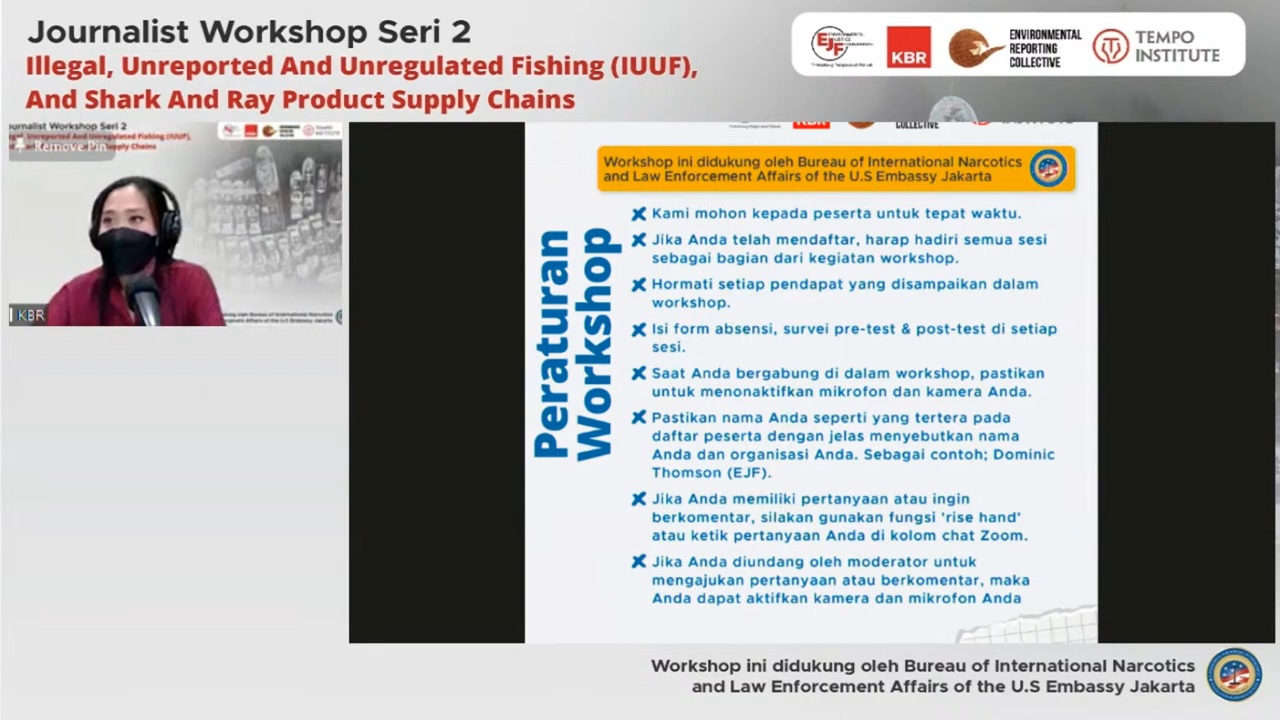 Journalist Workshop Seri 2
Illegal, Unreported And Unregulated Fishing (IUUF),
And Shark And Ray Product Supply Chains
EJF
KBR
ENVIRONMENTAL
REPORTING
COLLECTIVE
TEMPO
INSTITUTE
Journalist Workshop Seri 2
Remove Pin
KBR
COLLECTIVE
Workshop ini didukung oleh Bureau of International Narcotics
and Law Enforcement Affairs of the U.S Embassy Jakarta
Peraturan
Workshop
Kami mohon kepada peserta untuk tepat waktu.
Jika Anda telah mendaftar, harap hadiri semua sesi
sebagai bagian dari kegiatan workshop.
Hormati setiap pendapat yang disampaikan dalam
workshop.
Isi form absensi, survei pre-test & post-test di setiap
sesi.
Saat Anda bergabung di dalam workshop, pastikan
untuk menonaktifkan mikrofon dan kamera Anda.
Pastikan nama Anda seperti yang tertera pada
daftar peserta dengan jelas menyebutkan nama
Anda dan organisasi Anda. Sebagai contoh; Dominic
Thomson (EJF).
Jika Anda memiliki pertanyaan atau ingin
berkomentar, silakan gunakan fungsi 'rise hand'
atau ketik pertanyaan Anda di kolom chat Zoom.
Jika Anda diundang oleh moderator untuk
mengajukan pertanyaan atau berkomentar, maka
Anda dapat aktifkan kamera dan mikrofon Anda
Workshop ini didukung oleh Bureau of International Narcotics
and Law Enforcement Affairs of the U.S Embassy Jakarta